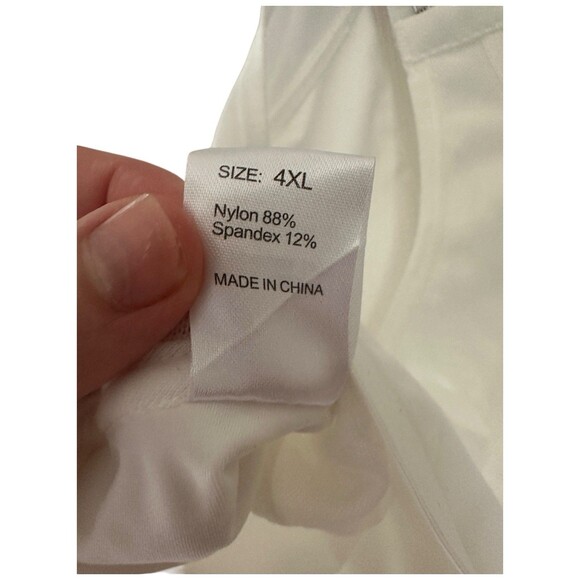 SIZE: 4XL
Nylon 88%
Spandex 12%
MADE IN CHINA